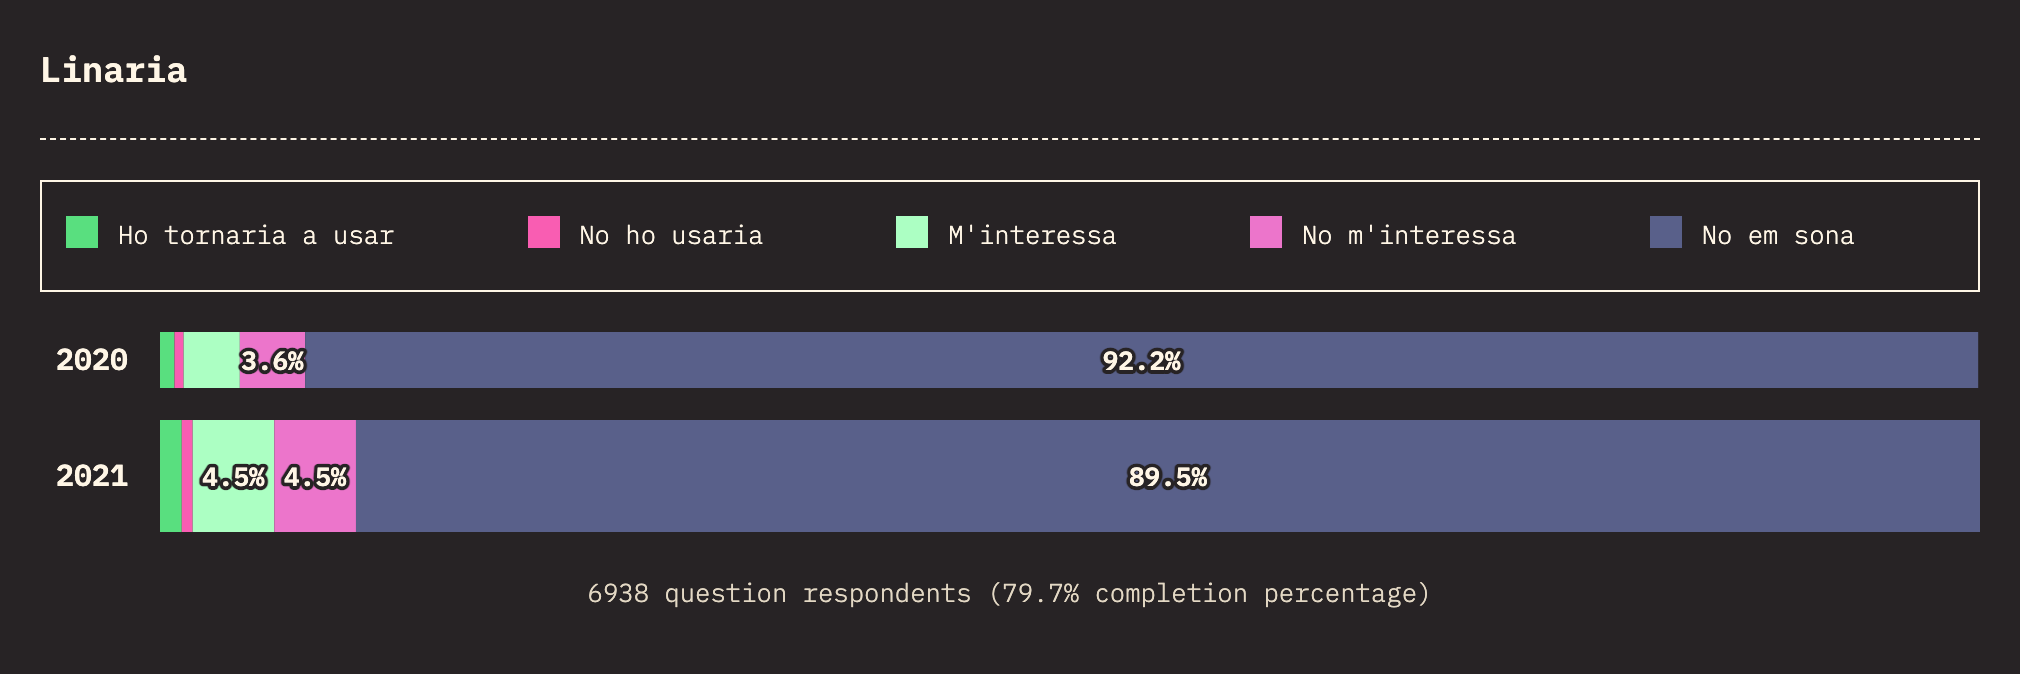 Linaria
Ho tornaria a usar No ho usaria M'interessa No m'interessa No em sona
2020 3.6% 92.2%
2021 4.5% 4.5% 89.5%
6938 question respondents (79.7% completion percentage)